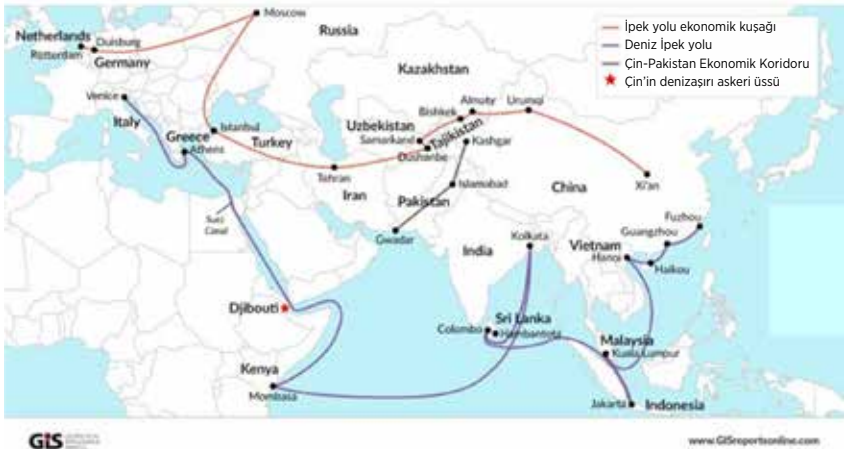 İpek yolu ekonomik kuşağı
Deniz İpek yolu
Çin-Pakistan Ekonomik Koridoru
Çin'in denizaşırı askeri üssü
Moscow
Russia
Netherlands
Duisburg
Rotterdam
Germany
Kazakhstan
Venice
Almoty
Urunqi
Bishkek
Italy
Istanbul
Uzbekistan
Greece
Turkey
Samarkand
Tajikistan
Athens
Dushanbe
Kashgar
Tehran
Xi'an
Iran
Islamabad
China
Pakistan
Suez
Canal
Fuzhou
Guangzhou
Gwadar
Kolkata
Vietnam
India
Hanoi
Haikou
Djibouti
Sri Lanka
Colombo
Hambantota
Malaysia
Kuala Lumpur
Kenya
Mombasa
Jakarta
Indonesia
GIS
www.GISreportsonline.com